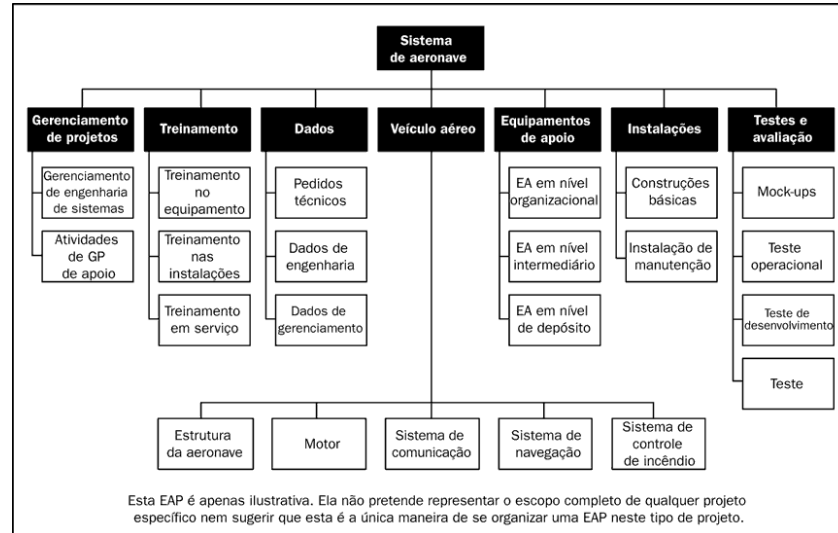 Sistema
de aeronave
Gerenciamento
de projetos
Treinamento
Dados
Veículo aéreo
Equipamentos
de apoio
Instalações
Testes e
avaliação
Gerenciamento
de engenharia
de sistemas
Atividades
de GP
de apoio
Treinamento
no
equipamento
Treinamento
nas
instalações
Treinamento
em serviço
Pedidos
técnicos
Dados de
engenharia
Dados de
gerenciamento
EA em nível
organizacional
EA em nível
intermediário
EA em nível
de depósito
Construções
básicas
Instalação de
manutenção
Mock-ups
Teste
operacional
Teste de
desenvolvimento
Teste
Estrutura
da aeronave
Motor
Sistema de
comunicação
Sistema de
navegação
Sistema de
controle
de incêndio
Esta EAP é apenas ilustrativa. Ela não pretende representar o escopo completo de qualquer projeto
específico nem sugerir que esta é a única maneira de se organizar uma EAP neste tipo de projeto.